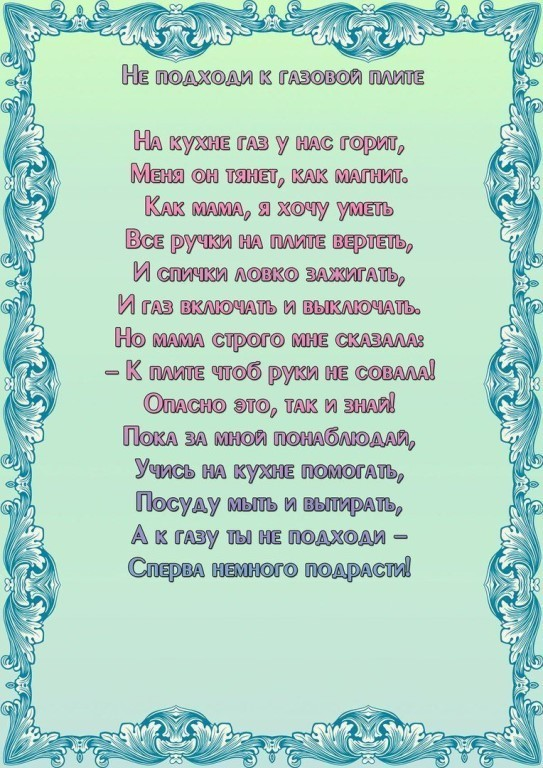 Не подходи к газовой плите
На кухне газ у нас горит,
Меня он тянет, как магнит.
Как мама, я хочу уметь
Все ручки на плите вертеть,
И спички ловко зажигать,
И газ включать и выключать.
Но мама строго мне сказала:
– К плите чтоб руки не совала!
Опасно это, так и знай!
Пока за мной понаблюдай,
Учись на кухне помогать,
Посуду мыть и вытирать,
А к газу ты не подходи –
Сперва немного подрасти!